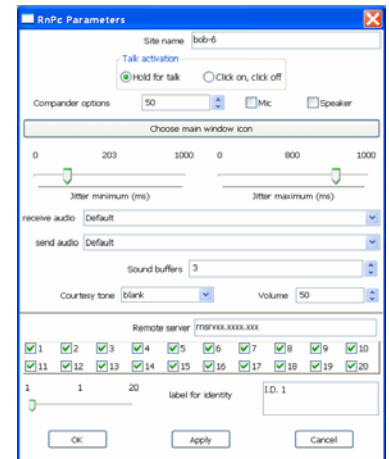 RnPc Parameters
Site name bob-6
Talk activation
Hold for talk Click on, click off
Compander options 50 Mic Speaker
Choose main window icon
0 203 1000 0 800 1000
Jitter minimum (ms) Jitter maximum (ms)
receive audio Default
send audio Default
Sound buffers 3
Courtesy tone blank Volume 50
Remote server rnsrvxx.xxxx.xxx
1 2 3 4 5 6 7 8 9 10
11 12 13 14 15 16 17 18 19 20
1 1 20 label for identity I.D. 1
OK Apply Cancel